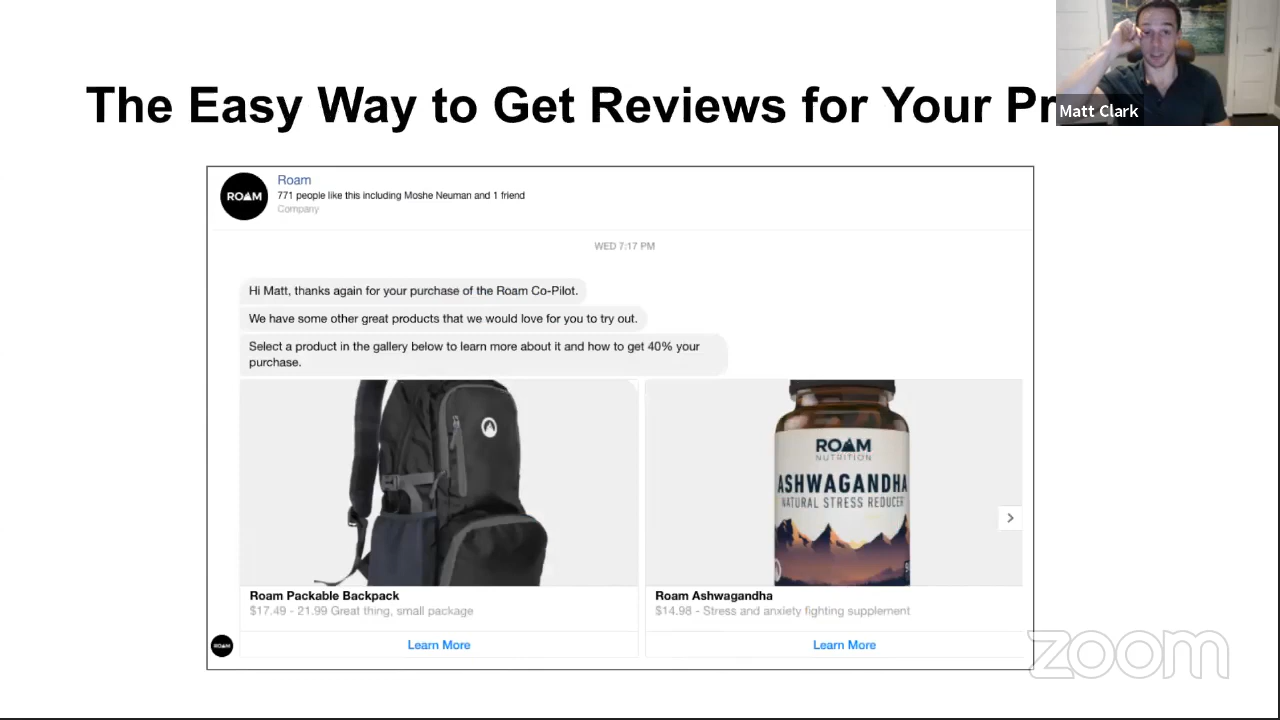 The Easy Way to Get Reviews for Your Pr
Matt Clark
ROAM
Roam
771 people like this including Moshe Neuman and 1 friend
Company
WED 7:17 PM
Hi Matt, thanks again for your purchase of the Roam Co-Pilot.
We have some other great products that we would love for you to try out.
Select a product in the gallery below to learn more about it and how to get 40% your
purchase.
ROAM
NUTRITION
ASHWAGANDHA
NATURAL STRESS REDUCER
Roam Packable Backpack
$17.49 - 21.99 Great thing, small package
Learn More
Roam Ashwagandha
$14.98 - Stress and anxiety fighting supplement
Learn More
ROAM
zoom